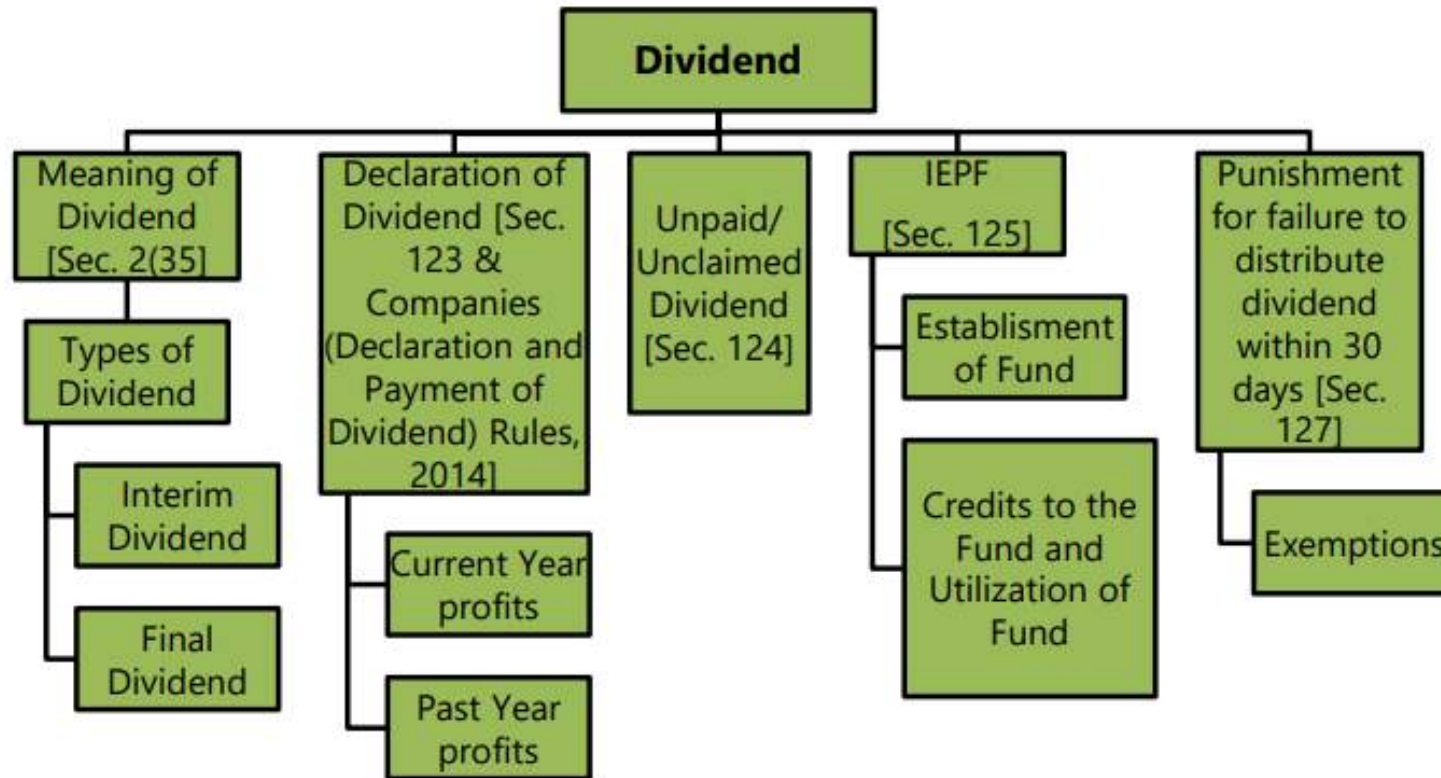 Dividend
Meaning of
Dividend
[Sec. 2(35]
Types of
Dividend
Interim
Dividend
Final
Dividend
Declaration of
Dividend [Sec.
123 &
Companies
(Declaration and
Payment of
Dividend) Rules,
2014]
Current Year
profits
Past Year
profits
Unpaid/
Unclaimed
Dividend
[Sec. 124]
IEPF
[Sec. 125]
Establisment
of Fund
Credits to the
Fund and
Utilization of
Fund
Punishment
for failure to
distribute
dividend
within 30
days [Sec.
127]
Exemptions